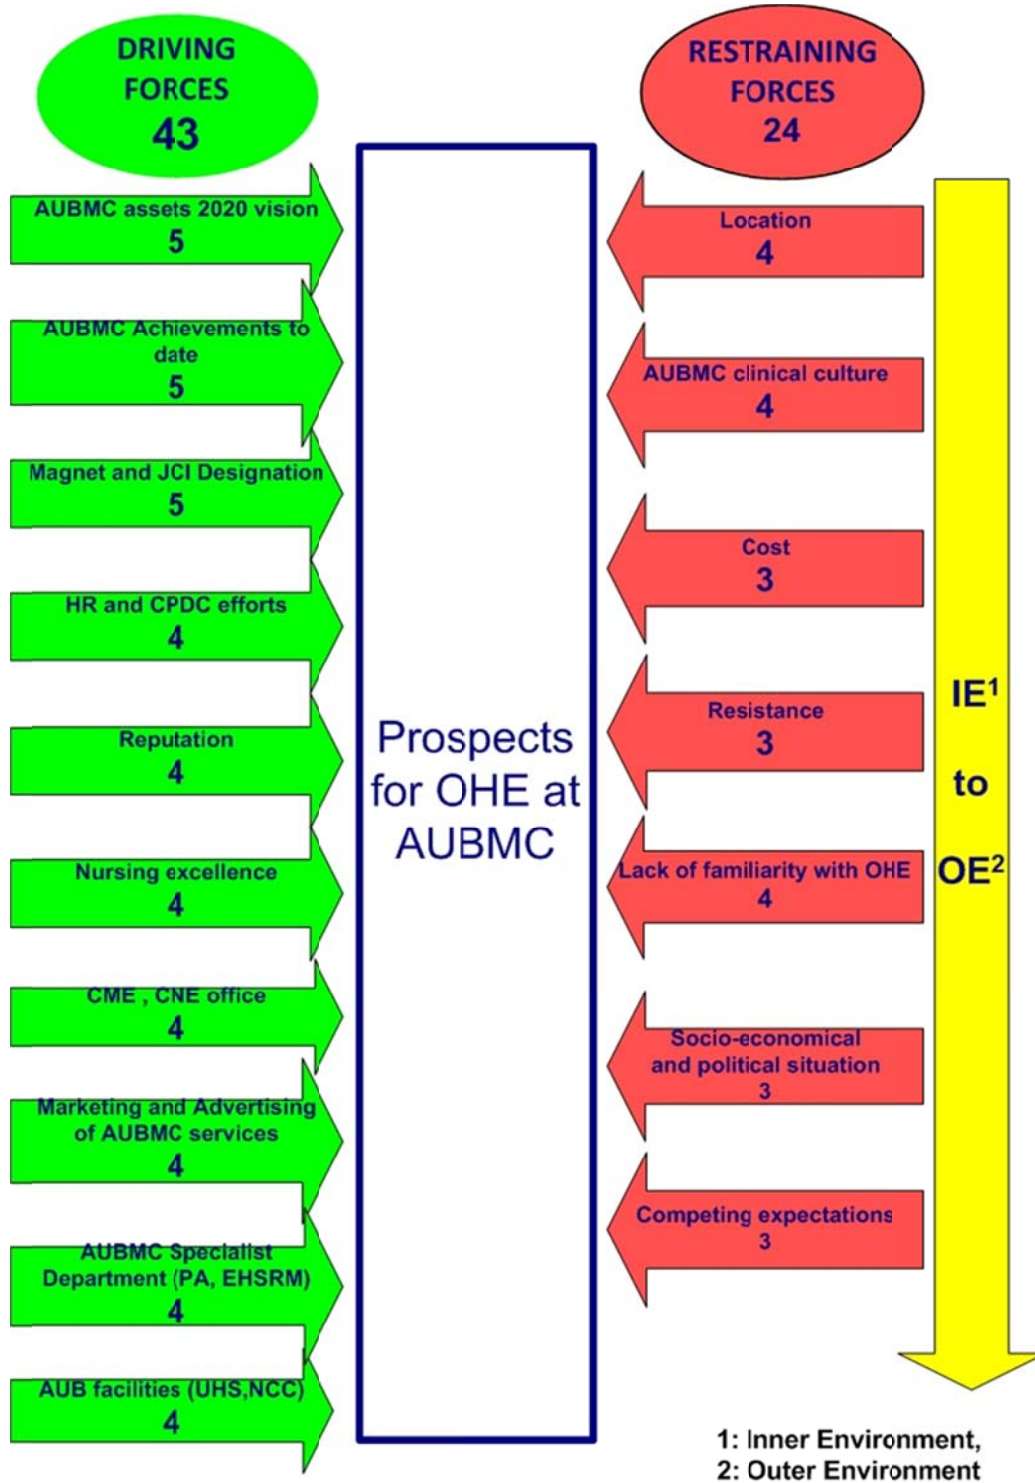 DRIVING
FORCES
43
AUBMC assets 2020 vision
5
AUBMC Achievements to
date
5
Magnet and JCI Designation
5
HR and CPDC efforts
4
Reputation
4
Nursing excellence
4
CME , CNE office
4
Marketing and Advertising
of AUBMC services
4
AUBMC Specialist
Department (PA, EHSRM)
4
AUB facilities (UHS,NCC)
4
Prospects
for OHE at
AUBMC
RESTRAINING
FORCES
24
Location
4
AUBMC clinical culture
4
Cost
3
Resistance
3
Lack of familiarity with OHE
4
Socio-economical
and political situation
3
Competing expectations
3
IE¹
to
OE²
1: Inner Environment,
2: Outer Environment